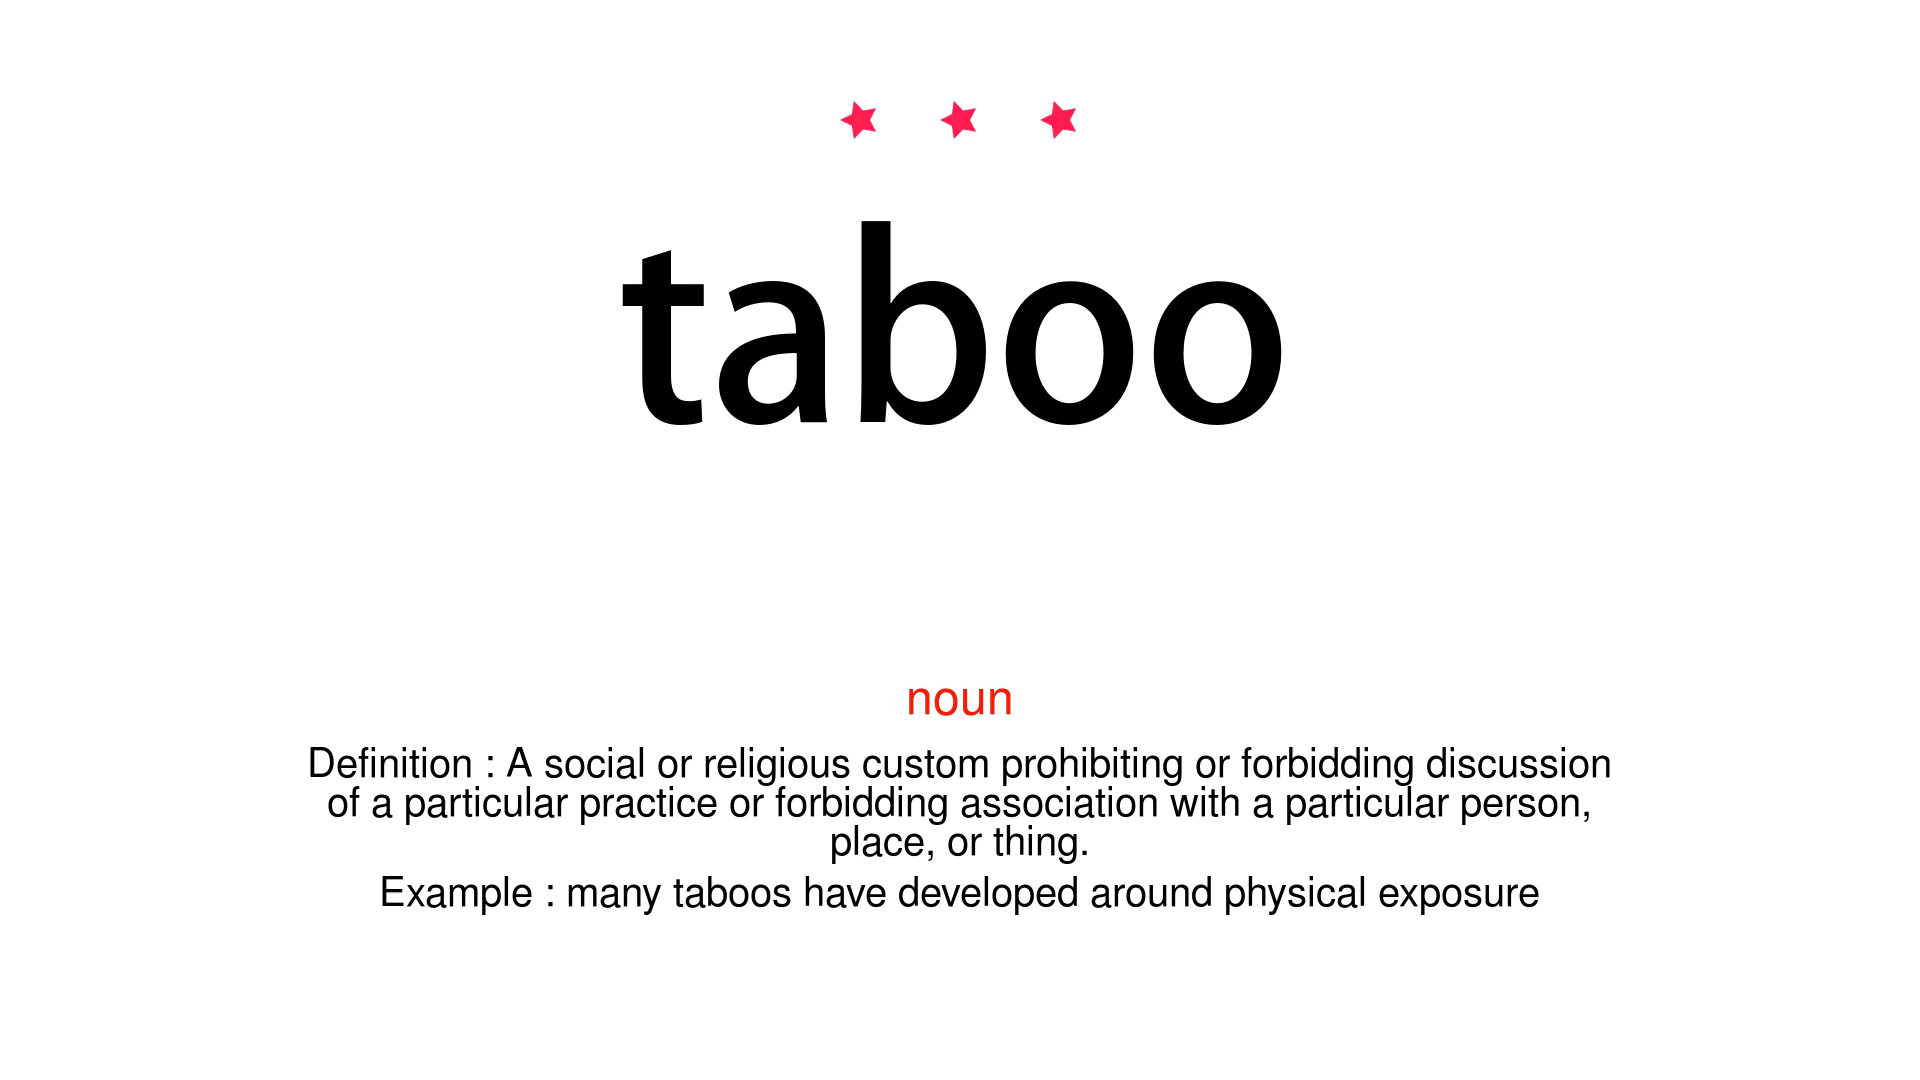 taboo
noun
Definition : A social or religious custom prohibiting or forbidding discussion
of a particular practice or forbidding association with a particular person,
place, or thing.
Example : many taboos have developed around physical exposure